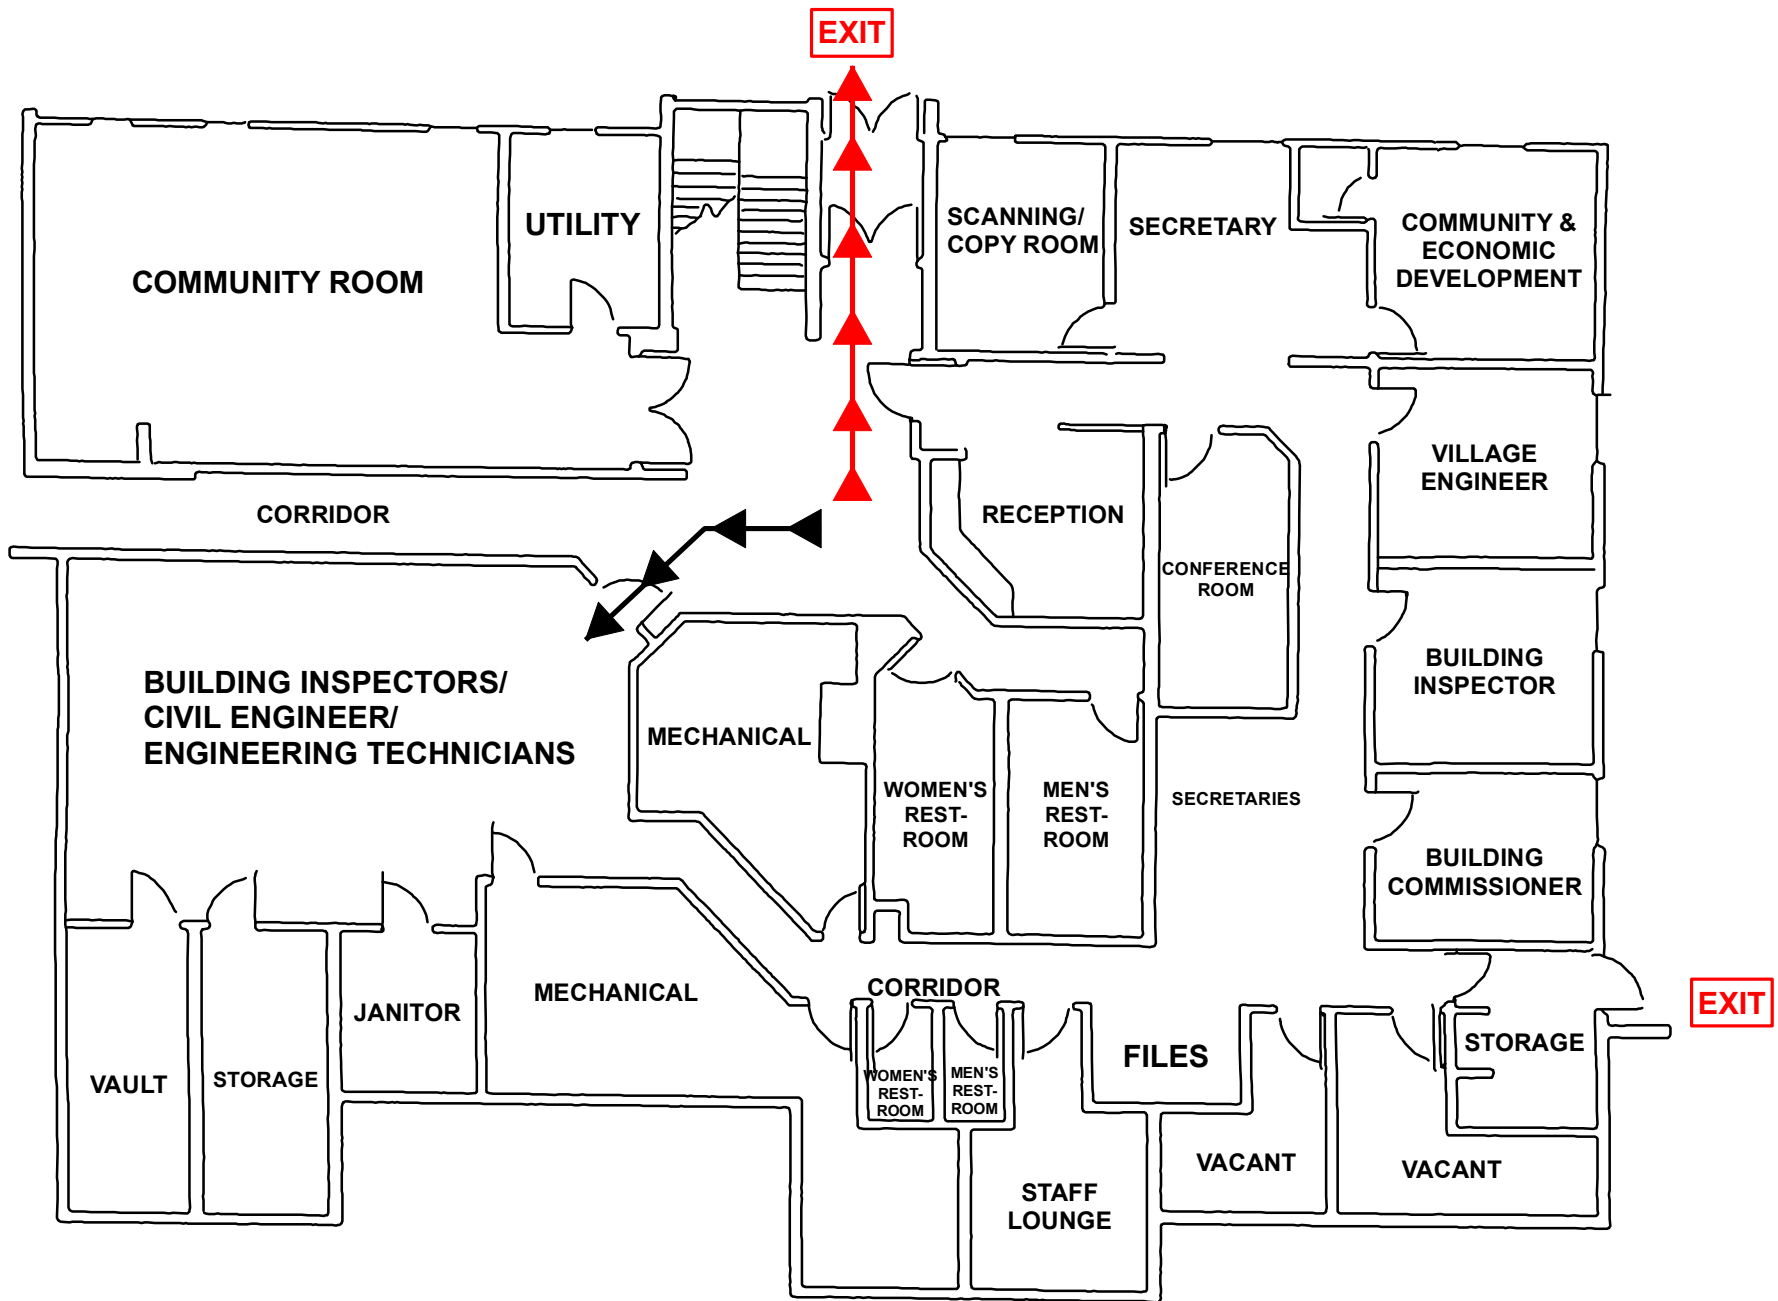 EXIT
UTILITY
SCANNING/
COPY ROOM
SECRETARY
COMMUNITY &
ECONOMIC
DEVELOPMENT
COMMUNITY ROOM
VILLAGE
ENGINEER
CORRIDOR
RECEPTION
CONFERENCE
ROOM
BUILDING
INSPECTOR
BUILDING INSPECTORS/
CIVIL ENGINEER/
ENGINEERING TECHNICIANS
MECHANICAL
WOMEN'S
REST-
ROOM
MEN'S
REST-
ROOM
SECRETARIES
BUILDING
COMMISSIONER
MECHANICAL
CORRIDOR
EXIT
JANITOR
FILES
STORAGE
VAULT
STORAGE
WOMEN'S
REST-
ROOM
MEN'S
REST-
ROOM
VACANT
VACANT
STAFF
LOUNGE